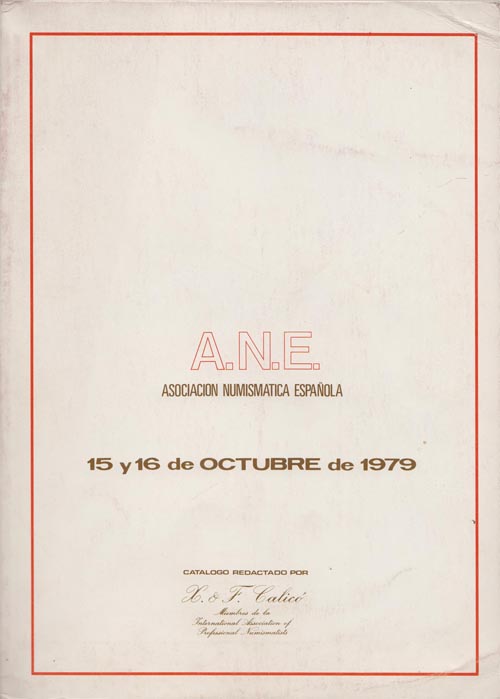 A.N.E.
ASOCIACION NUMISMATICA ESPAÑOLA
15 y 16 de OCTUBRE de 1979
CATALOGO REDACTADO POR
X. & F. Calicó
Miembros de la
International Association of
Professional Numismatists